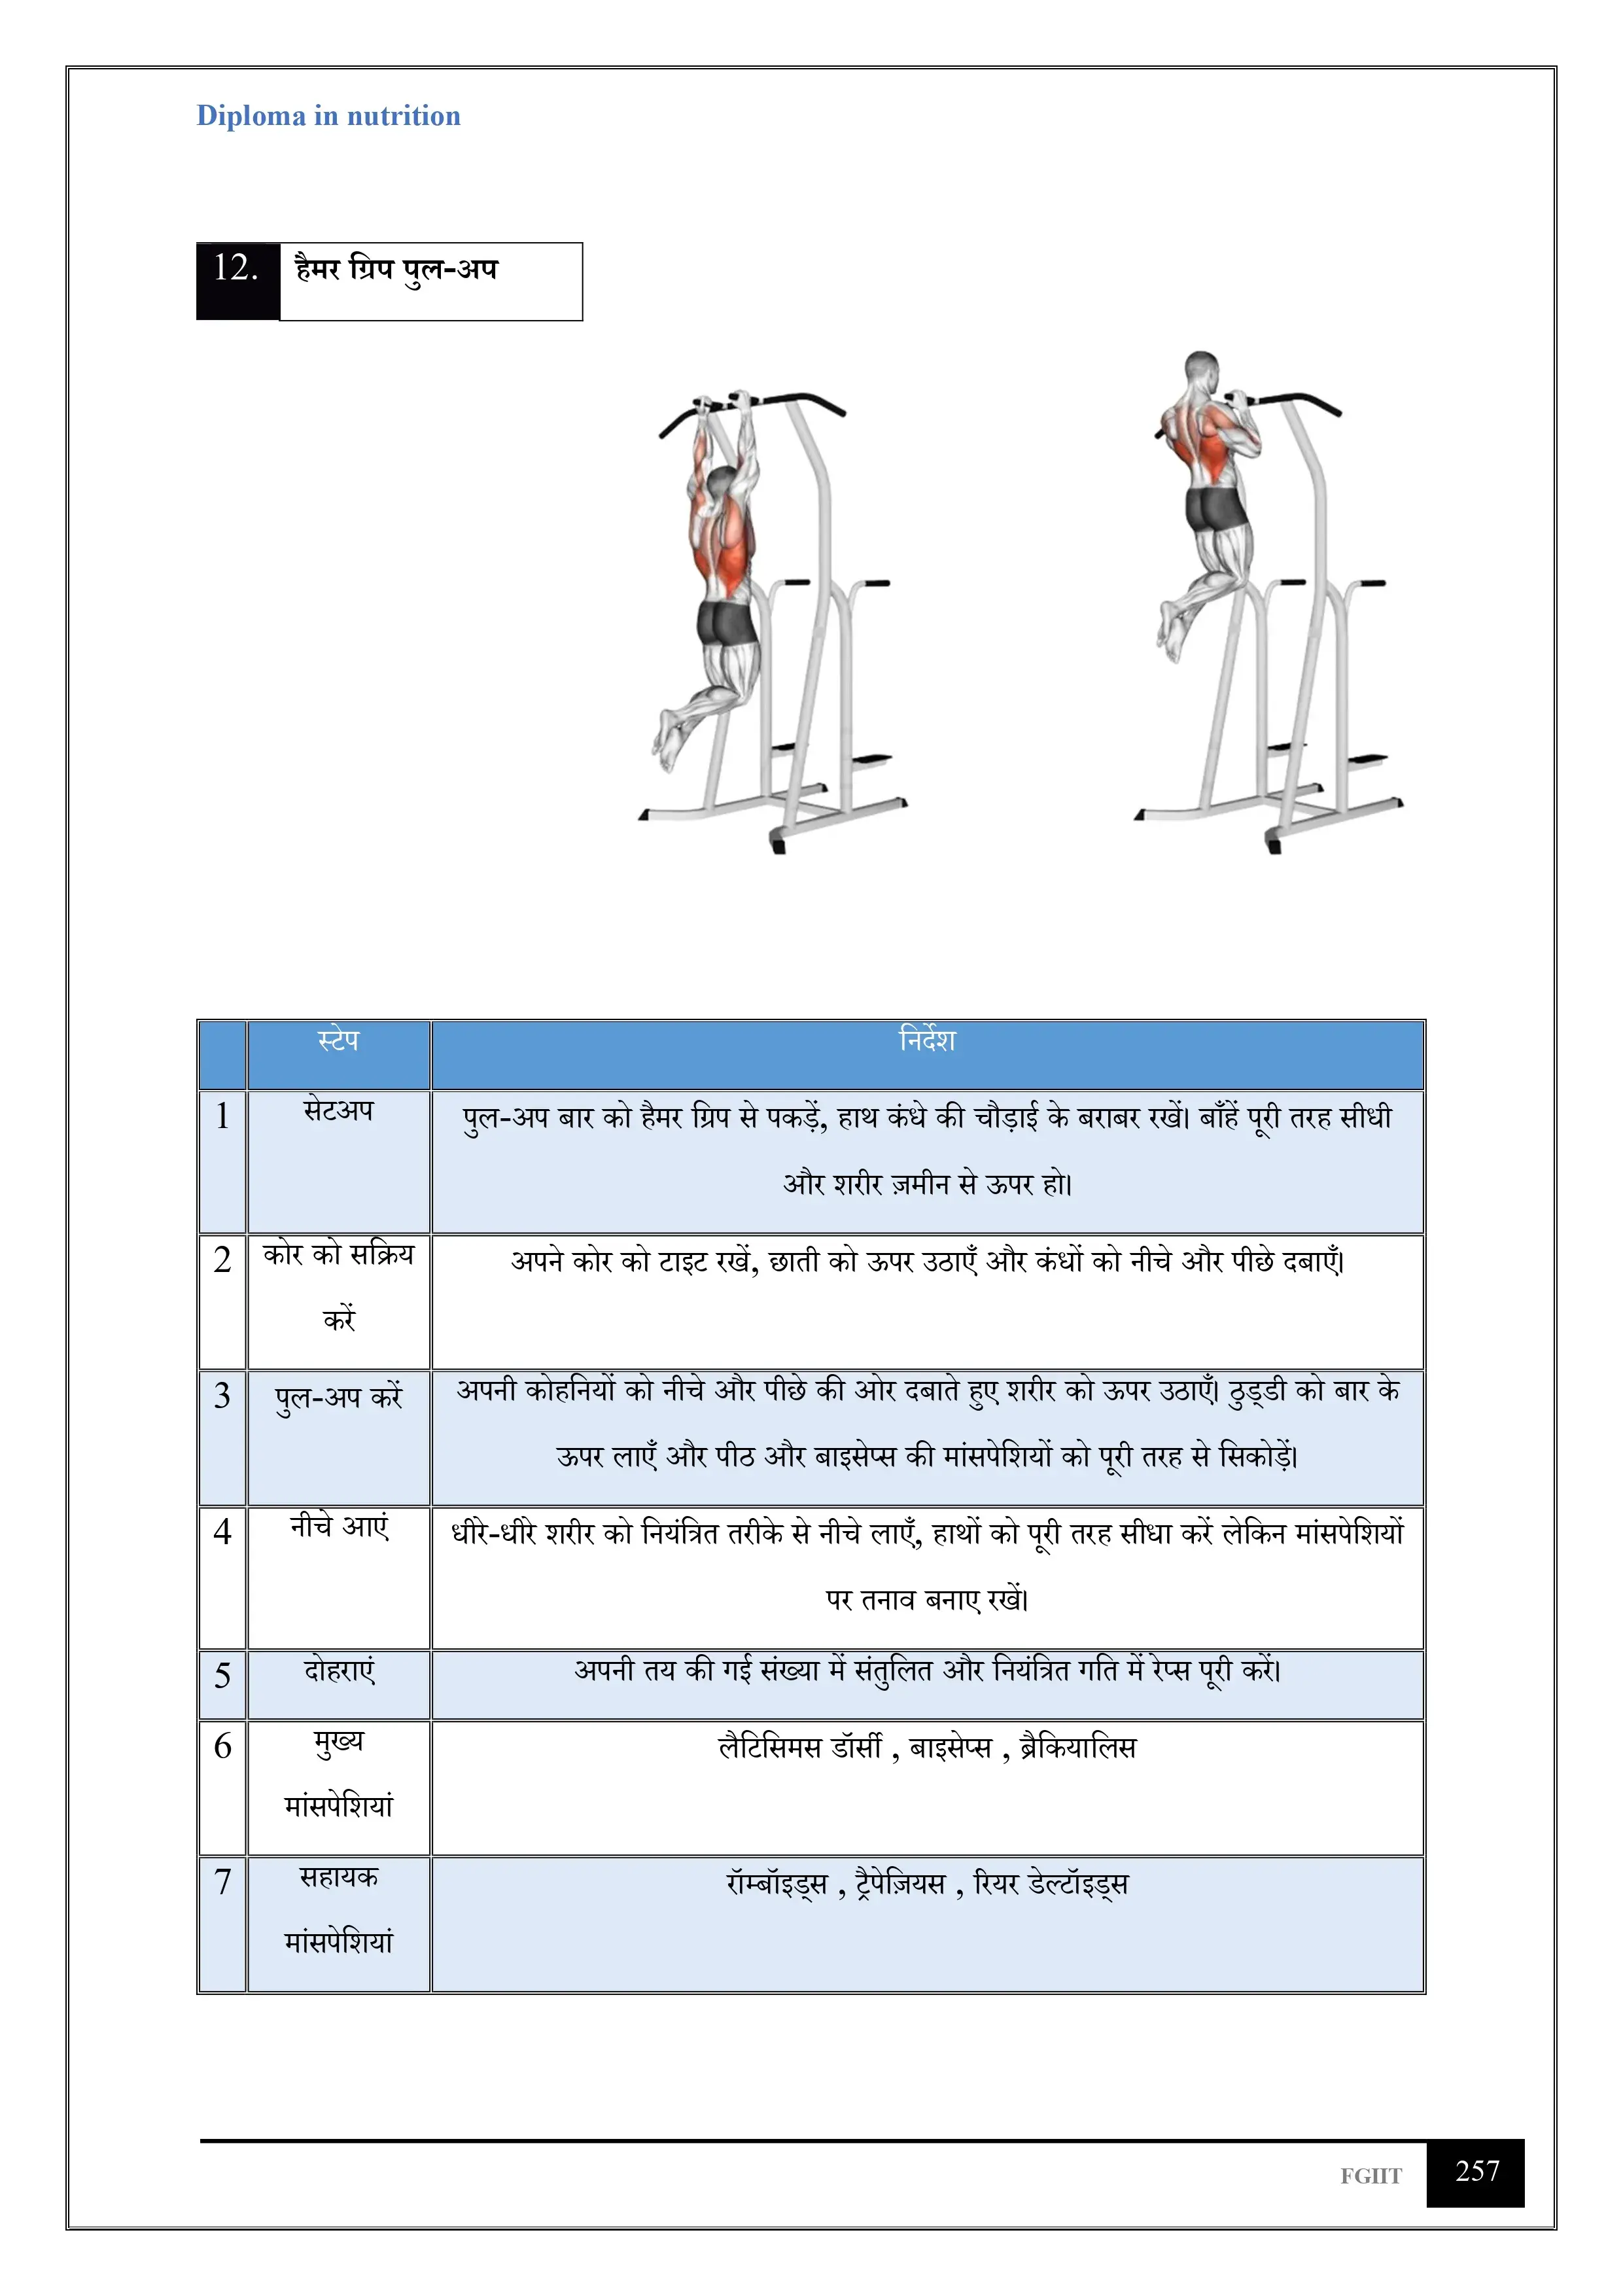 Diploma in nutrition
12. हैमर ग्रिप पुल-अप
स्टेप निर्देश
1 सेटअप पुल-अप बार को हैमर ग्रिप से पकड़ें, हाथ कंधे की चौड़ाई के बराबर रखें। बाँहें पूरी तरह सीधी
और शरीर ज़मीन से ऊपर हो।
2 कोर को सक्रिय अपने कोर को टाइट रखें, छाती को ऊपर उठाएँ और कंधों को नीचे और पीछे दबाएँ।
करें
3 पुल-अप करें अपनी कोहनियों को नीचे और पीछे की ओर दबाते हुए शरीर को ऊपर उठाएँ। ठुड्डी को बार के
ऊपर लाएँ और पीठ और बाइसेप्स की मांसपेशियों को पूरी तरह से सिकोड़ें।
4 नीचे आएं धीरे-धीरे शरीर को नियंत्रित तरीके से नीचे लाएँ, हाथों को पूरी तरह सीधा करें लेकिन मांसपेशियों
पर तनाव बनाए रखें।
5 दोहराएं अपनी तय की गई संख्या में संतुलित और नियंत्रित गति में रेप्स पूरी करें।
6 मुख्य लैटिसिमस डॉर्सी , बाइसेप्स , ब्रैकियालिस
मांसपेशियां
7 सहायक रॉम्बॉइड्स , ट्रैपेज़ियस , रियर डेल्टॉइड्स
मांसपेशियां
FGIIT 257